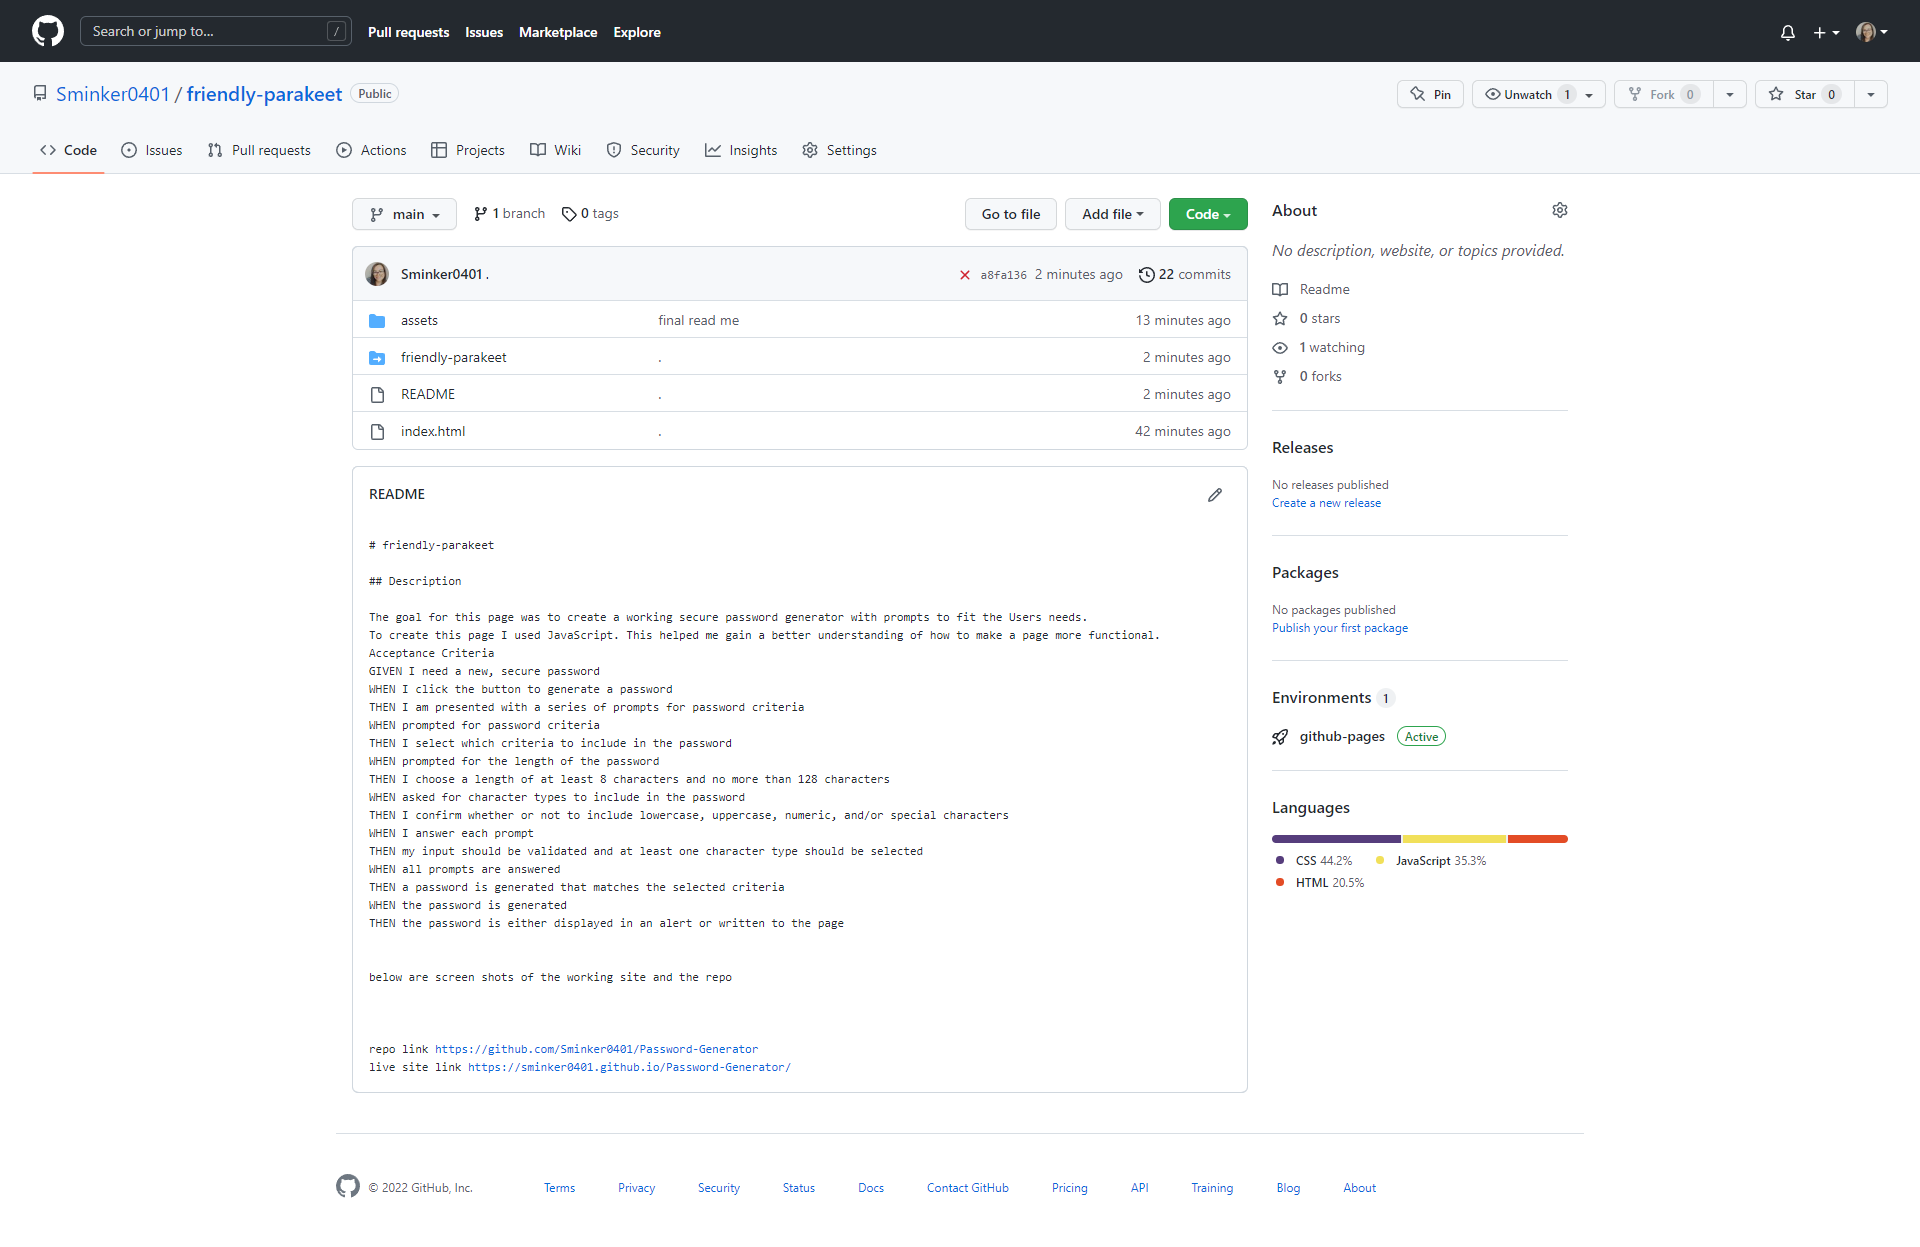 Search or jump to... /
Pull requests Issues Marketplace Explore
Sminker0401 / friendly-parakeet Public
Pin Unwatch 1 Fork 0 Star 0
Code Issues Pull requests Actions Projects Wiki Security Insights Settings
main 1 branch 0 tags Go to file Add file Code
Sminker0401 . a8fa136 2 minutes ago 22 commits
assets final read me 13 minutes ago
friendly-parakeet . 2 minutes ago
README . 2 minutes ago
index.html . 42 minutes ago
README
# friendly-parakeet
## Description
The goal for this page was to create a working secure password generator with prompts to fit the Users needs.
To create this page I used JavaScript. This helped me gain a better understanding of how to make a page more functional.
Acceptance Criteria
GIVEN I need a new, secure password
WHEN I click the button to generate a password
THEN I am presented with a series of prompts for password criteria
WHEN prompted for password criteria
THEN I select which criteria to include in the password
WHEN prompted for the length of the password
THEN I choose a length of at least 8 characters and no more than 128 characters
WHEN asked for character types to include in the password
THEN I confirm whether or not to include lowercase, uppercase, numeric, and/or special characters
WHEN I answer each prompt
THEN my input should be validated and at least one character type should be selected
WHEN all prompts are answered
THEN a password is generated that matches the selected criteria
WHEN the password is generated
THEN the password is either displayed in an alert or written to the page
below are screen shots of the working site and the repo
repo link https://github.com/Sminker0401/Password-Generator
live site link https://sminker0401.github.io/Password-Generator/
About
No description, website, or topics provided.
Readme
0 stars
1 watching
0 forks
Releases
No releases published
Create a new release
Packages
No packages published
Publish your first package
Environments 1
github-pages Active
Languages
CSS 44.2% JavaScript 35.3%
HTML 20.5%
© 2022 GitHub, Inc. Terms Privacy Security Status Docs Contact GitHub Pricing API Training Blog About